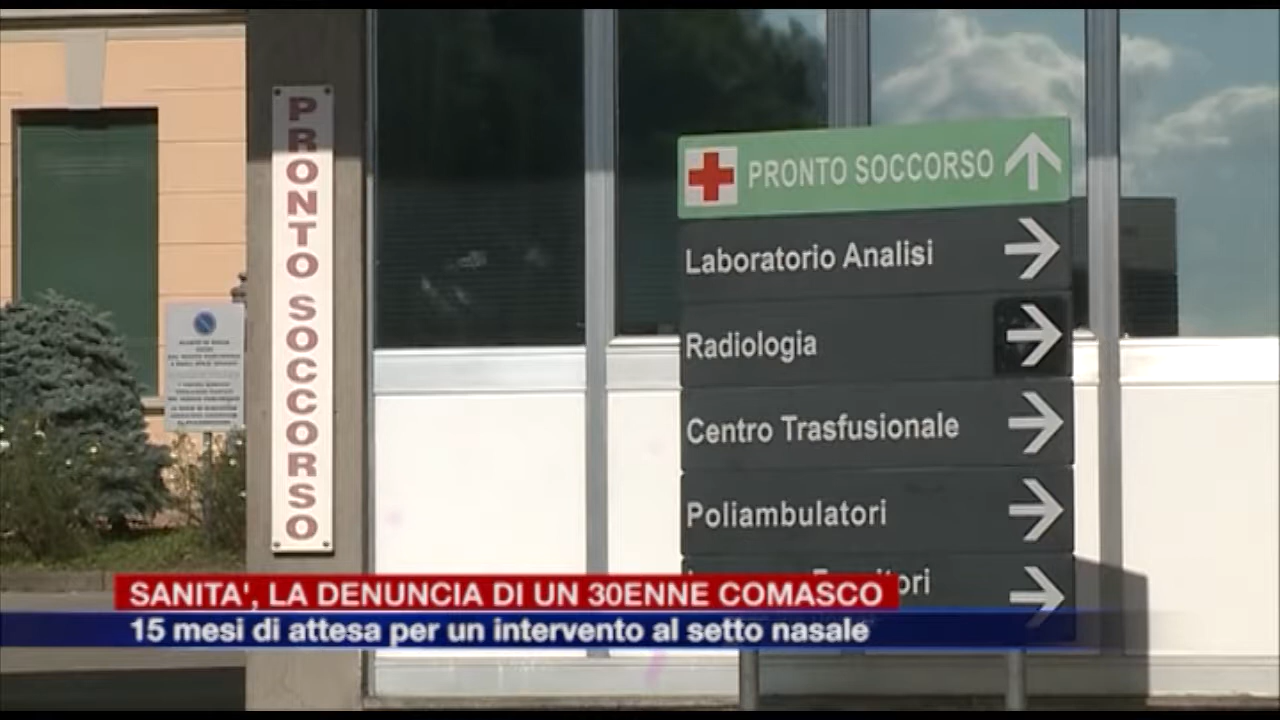 PRONTO SOCCORSO
PRONTO SOCCORSO
Laboratorio Analisi
Radiologia
Centro Trasfusionale
Poliambulatori
SANITA', LA DENUNCIA DI UN 30ENNE COMASCO
15 mesi di attesa per un intervento al setto nasale